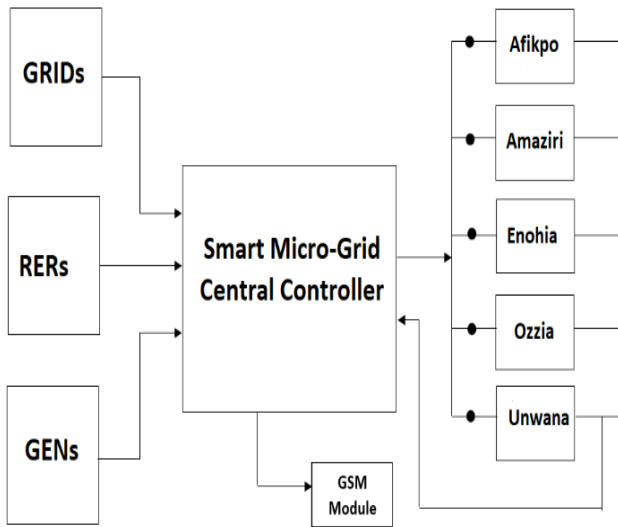 GRIDs
RERs
GENs
Smart Micro-Grid
Central Controller
GSM
Module
Afikpo
Amaziri
Enohia
Ozzia
Unwana